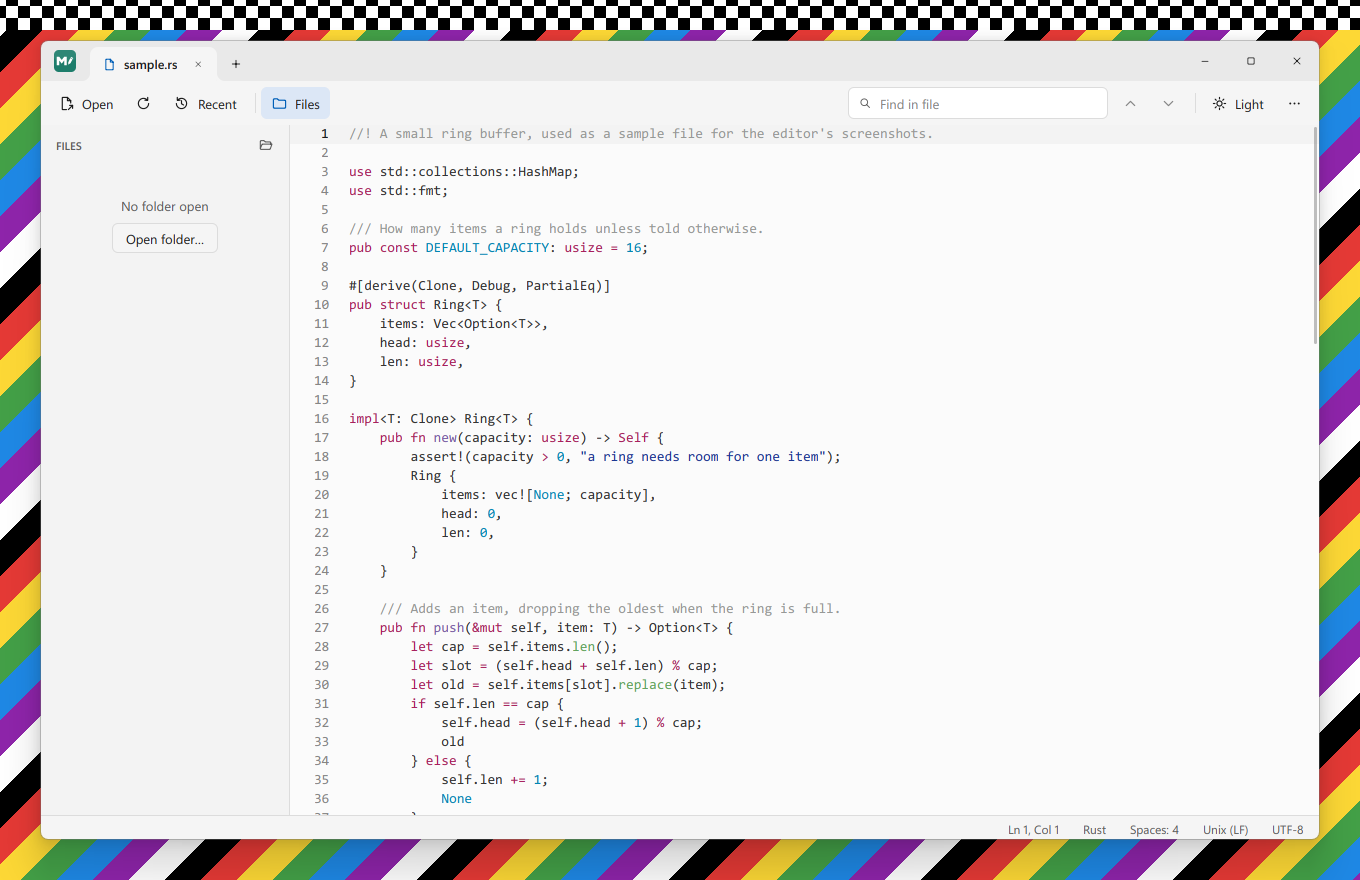 sample.rs
Open
Recent
Files
Find in file
Light
FILES
No folder open
Open folder...
1 //! A small ring buffer, used as a sample file for the editor's screenshots.
2
3 use std::collections::HashMap;
4 use std::fmt;
5
6 /// How many items a ring holds unless told otherwise.
7 pub const DEFAULT_CAPACITY: usize = 16;
8
9 #[derive(Clone, Debug, PartialEq)]
10 pub struct Ring<T> {
11     items: Vec<Option<T>>,
12     head: usize,
13     len: usize,
14 }
15
16 impl<T: Clone> Ring<T> {
17     pub fn new(capacity: usize) -> Self {
18         assert!(capacity > 0, "a ring needs room for one item");
19         Ring {
20             items: vec![None; capacity],
21             head: 0,
22             len: 0,
23         }
24     }
25
26     /// Adds an item, dropping the oldest when the ring is full.
27     pub fn push(&mut self, item: T) -> Option<T> {
28         let cap = self.items.len();
29         let slot = (self.head + self.len) % cap;
30         let old = self.items[slot].replace(item);
31         if self.len == cap {
32             self.head = (self.head + 1) % cap;
33             old
34         } else {
35             self.len += 1;
36             None
Ln 1, Col 1
Rust
Spaces: 4
Unix (LF)
UTF-8